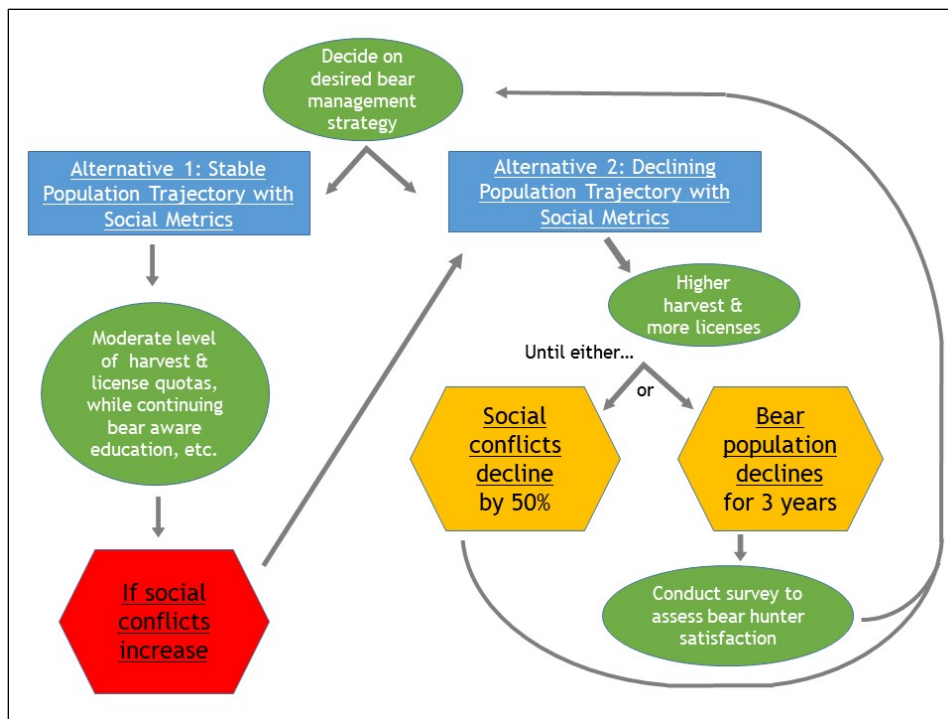 Decide on
desired bear
management
strategy
Alternative 1: Stable
Population Trajectory with
Social Metrics
Alternative 2: Declining
Population Trajectory with
Social Metrics
Moderate level
of harvest &
license quotas,
while continuing
bear aware
education, etc.
If social
conflicts
increase
Higher
harvest &
more licenses
Until either...
or
Social
conflicts
decline
by 50%
Bear
population
declines
for 3 years
Conduct survey to
assess bear hunter
satisfaction